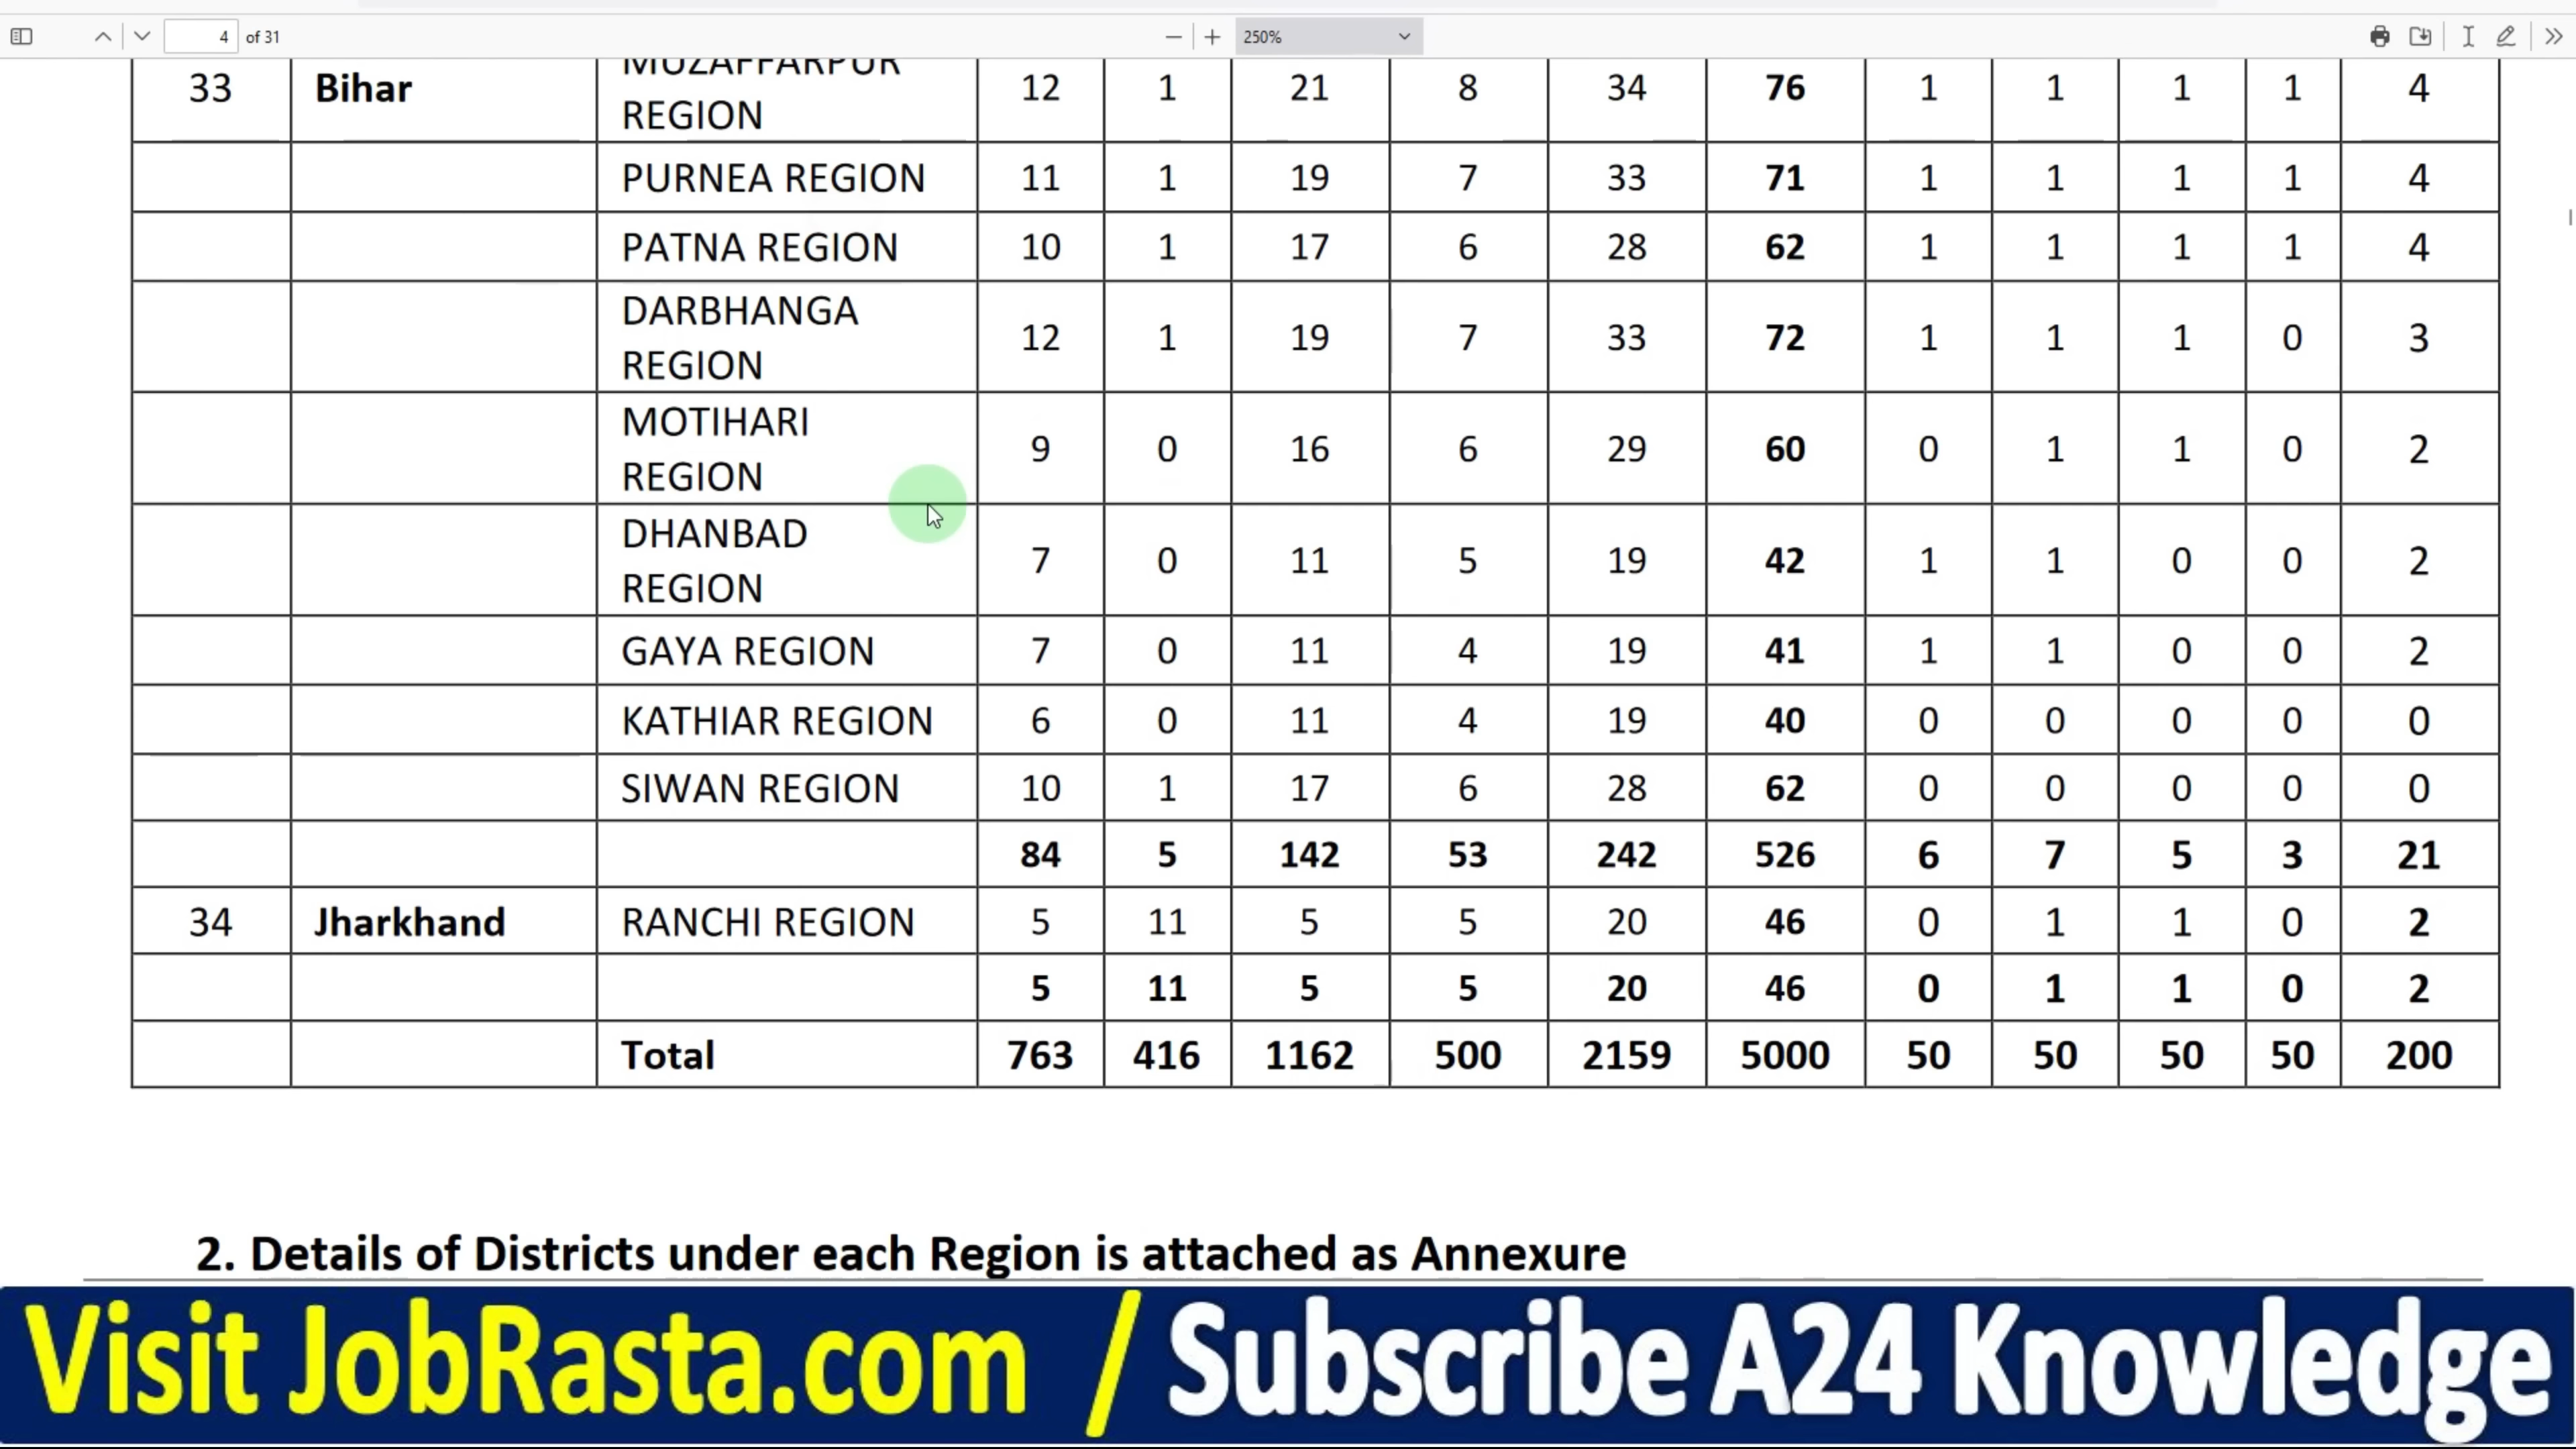 4 of 31
250%
33 Bihar MUZAFFARPUR REGION 12 1 21 8 34 76 1 1 1 1 4
PURNEA REGION 11 1 19 7 33 71 1 1 1 1 4
PATNA REGION 10 1 17 6 28 62 1 1 1 1 4
DARBHANGA REGION 12 1 19 7 33 72 1 1 1 0 3
MOTIHARI REGION 9 0 16 6 29 60 0 1 1 0 2
DHANBAD REGION 7 0 11 5 19 42 1 1 0 0 2
GAYA REGION 7 0 11 4 19 41 1 1 0 0 2
KATHIAR REGION 6 0 11 4 19 40 0 0 0 0 0
SIWAN REGION 10 1 17 6 28 62 0 0 0 0 0
84 5 142 53 242 526 6 7 5 3 21
34 Jharkhand RANCHI REGION 5 11 5 5 20 46 0 1 1 0 2
5 11 5 5 20 46 0 1 1 0 2
Total 763 416 1162 500 2159 5000 50 50 50 50 200
2. Details of Districts under each Region is attached as Annexure
Visit JobRasta.com / Subscribe A24 Knowledge